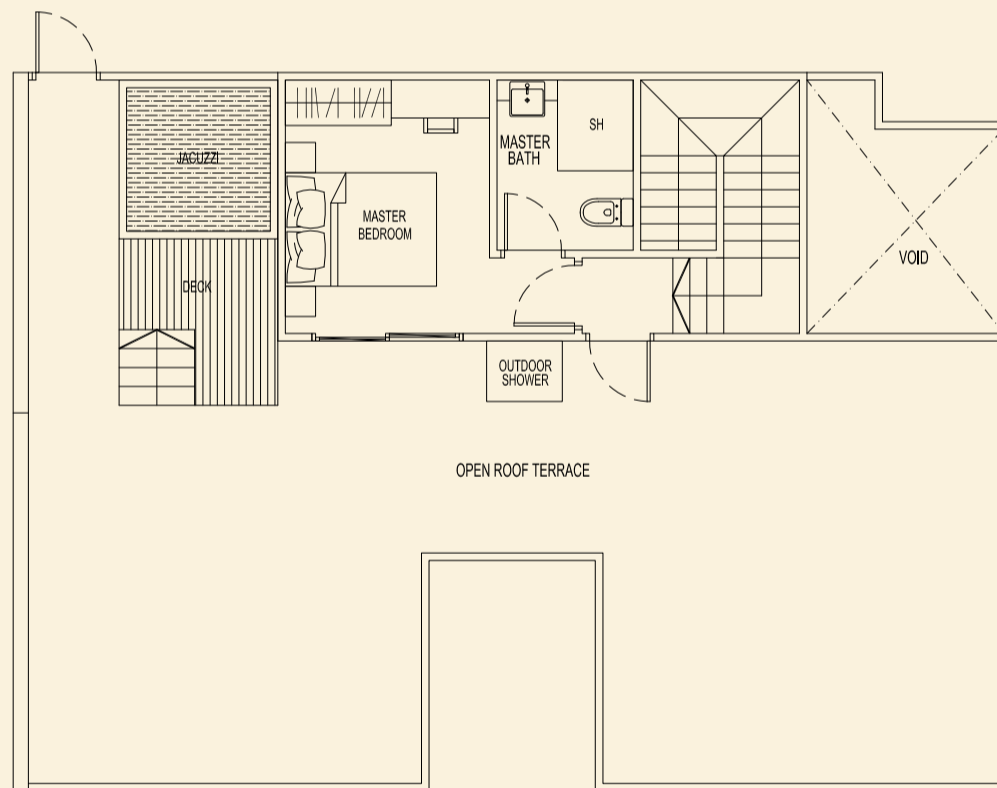 SH
MASTER
BATH
JACUZZI
MASTER
BEDROOM
VOID
DECK
OUTDOOR
SHOWER
OPEN ROOF TERRACE